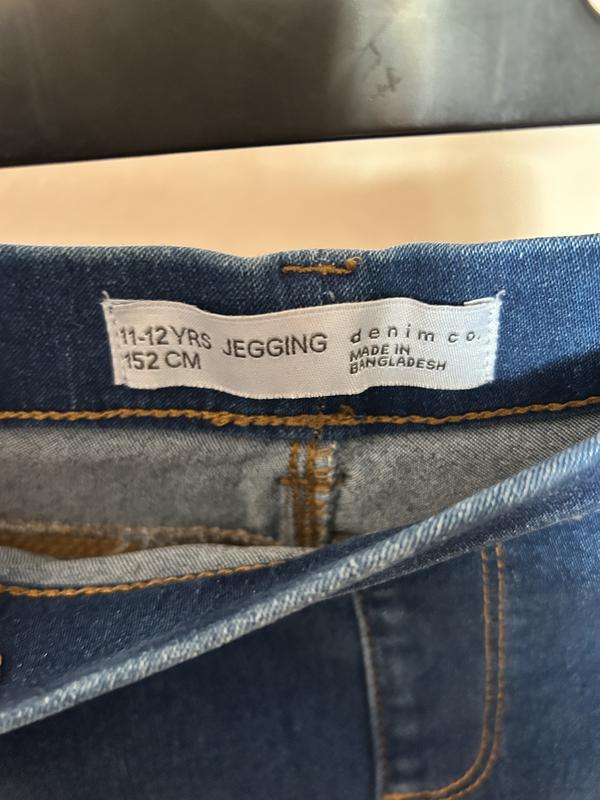 11-12 YRS JEGGING denim co.
152 CM MADE IN
BANGLADESH